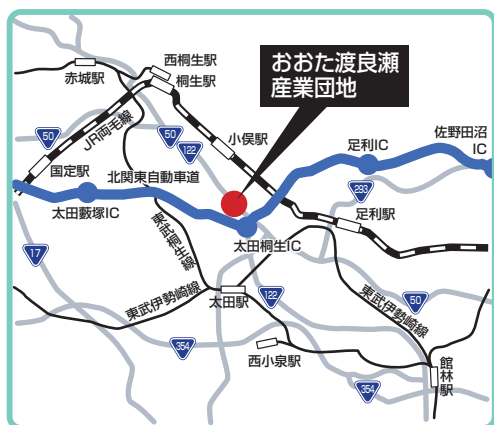 西桐生駅
桐生駅
赤城駅
おおた渡良瀬
産業団地
50
JR両毛線
122
小俣駅
佐野田沼
IC
足利IC
国定駅
北関東自動車道
293
太田藪塚IC
足利駅
東武桐生線
太田桐生IC
17
太田駅
122
50
東武伊勢崎線
東武伊勢崎線
354
西小泉駅
館林駅
354